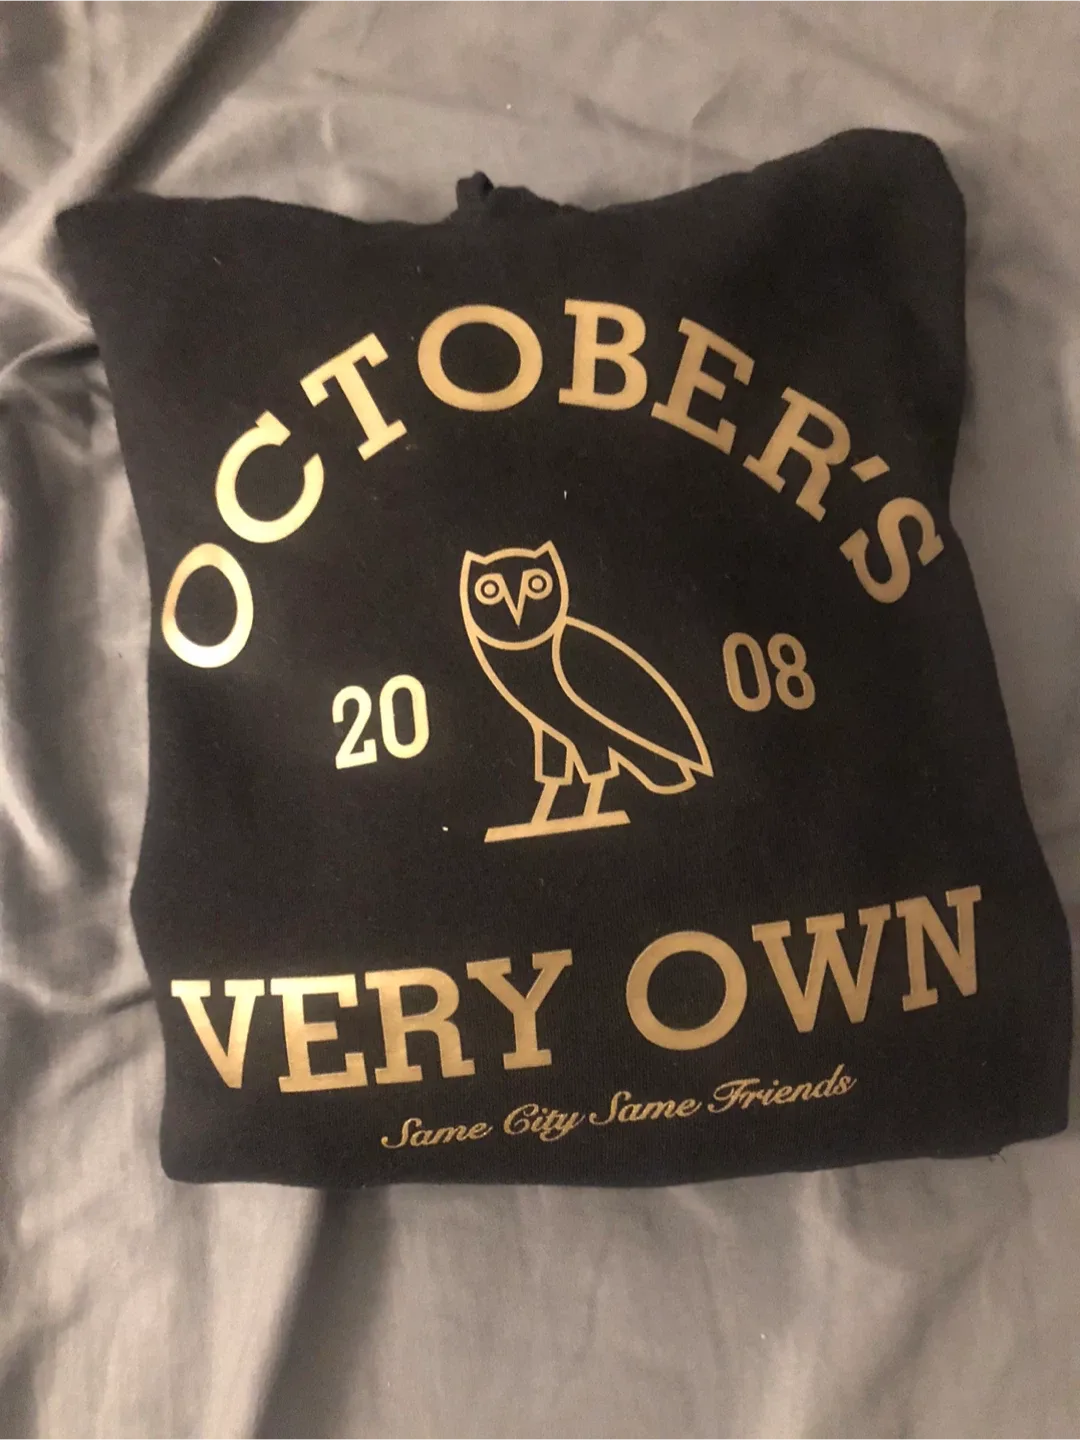 OCTOBER'S
20 08
VERY OWN
Same City Same Friends